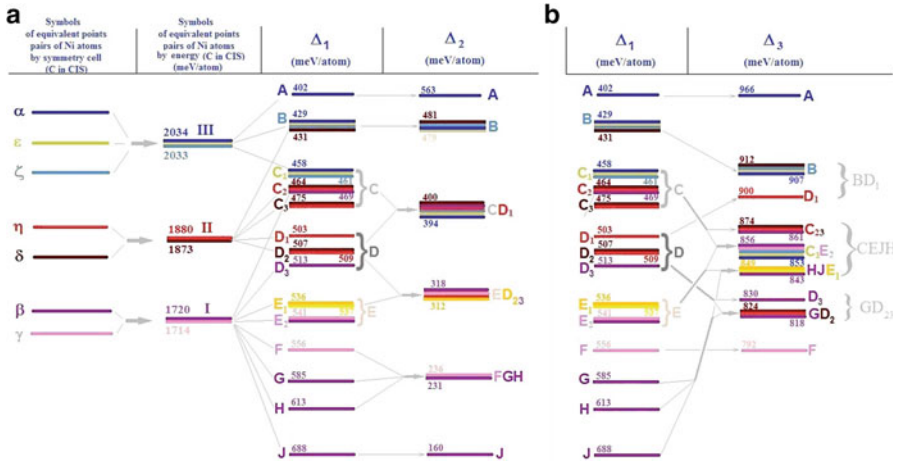 a
b
Symbols
of equivalent points
pairs of Ni atoms
by symmetry cell
(C in CIS)
Symbols
of equivalent points
pairs of Ni atoms
by energy (C in CIS)
(meV/atom)
Δ1
(meV/atom)
Δ2
(meV/atom)
Δ1
(meV/atom)
Δ3
(meV/atom)
α
ε
ζ
η
δ
β
γ
2034 III
2033
1880 II
1873
1720 I
1714
A 402
B 429
431
C1 458
461
C2 464
469
C3 475
C
D1 503
D2 507
509
D3 513
D
E1 536
E2 541 537
E
F 556
G 585
H 613
J 688
563 A
481 B
479
400 CD1
394
318 ED23
312
236 FGH
231
160 J
A 402
B 429
431
C1 458
461
C2 464
469
C3 475
C
D1 503
D2 507
509
D3 513
D
E1 536
E2 541 537
E
F 556
G 585
H 613
J 688
966 A
912 B
907
900 D1
BD1
874 C23
861
856 C1E2
853
HJE1
843
CEJH
830 D3
824 GD2
818
792 F